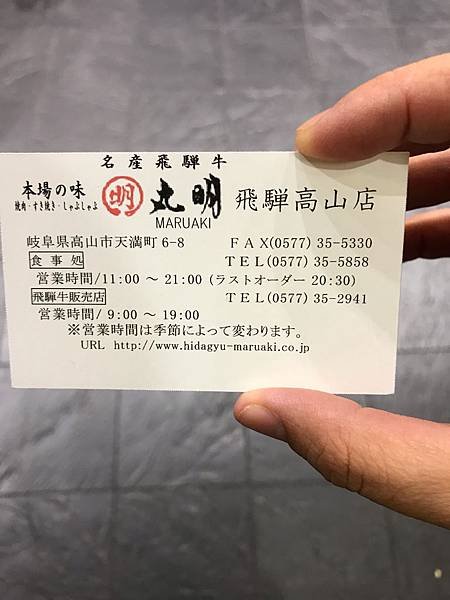 名産飛騨牛
本場の味 明 丸明 飛騨高山店
焼肉・すき焼き・しゃぶしゃぶ
MARUAKI
岐阜県高山市天満町 6-8 FAX(0577) 35-5330
食事処 TEL(0577) 35-5858
営業時間/11:00 ～ 21:00 (ラストオーダー 20:30)
飛騨牛販売店 TEL(0577) 35-2941
営業時間/ 9:00 ～ 19:00
※営業時間は季節によって変わります。
URL http://www.hidagyu-maruaki.co.jp